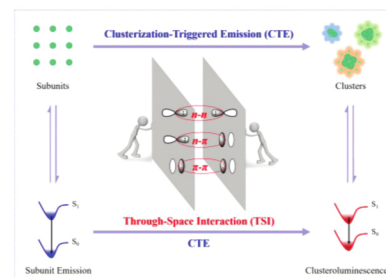 Clusterization-Triggered Emission (CTE)
Subunits
Clusters
n-n
n-π
π-π
S₁
S₀
Through-Space Interaction (TSI)
CTE
S₁
S₀
Subunit Emission
Clusteroluminescence